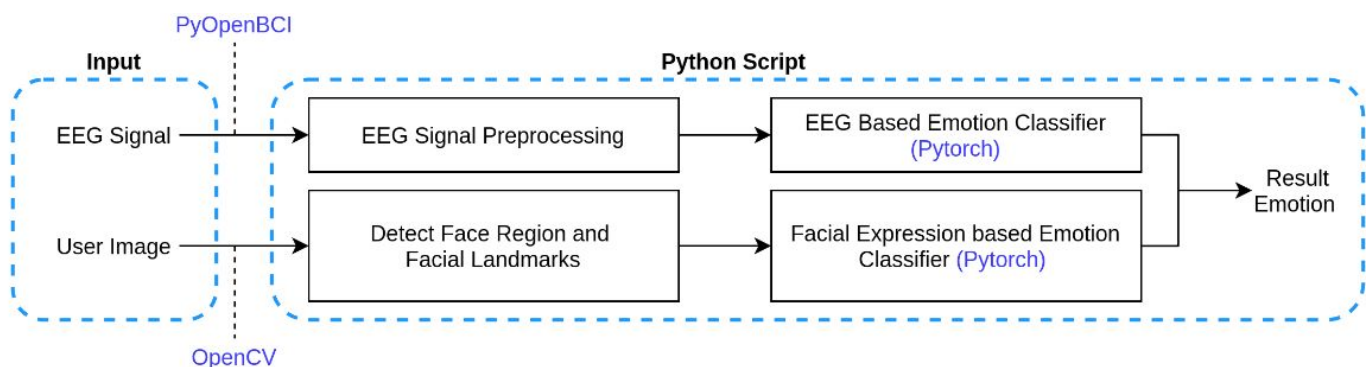 PyOpenBCI
Input
Python Script
EEG Signal
EEG Signal Preprocessing
EEG Based Emotion Classifier
(Pytorch)
Result
Emotion
User Image
Detect Face Region and
Facial Landmarks
Facial Expression based Emotion
Classifier (Pytorch)
OpenCV